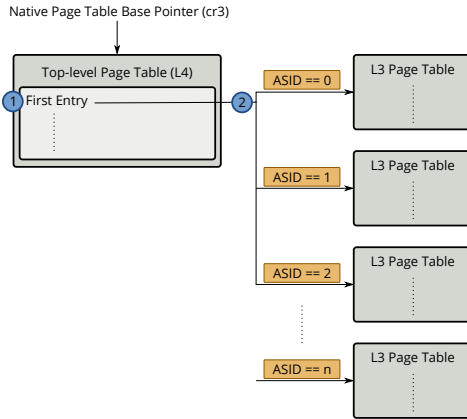 Native Page Table Base Pointer (cr3)
Top-level Page Table (L4)
1 First Entry
2
ASID == 0
L3 Page Table
ASID == 1
L3 Page Table
ASID == 2
L3 Page Table
ASID == n
L3 Page Table